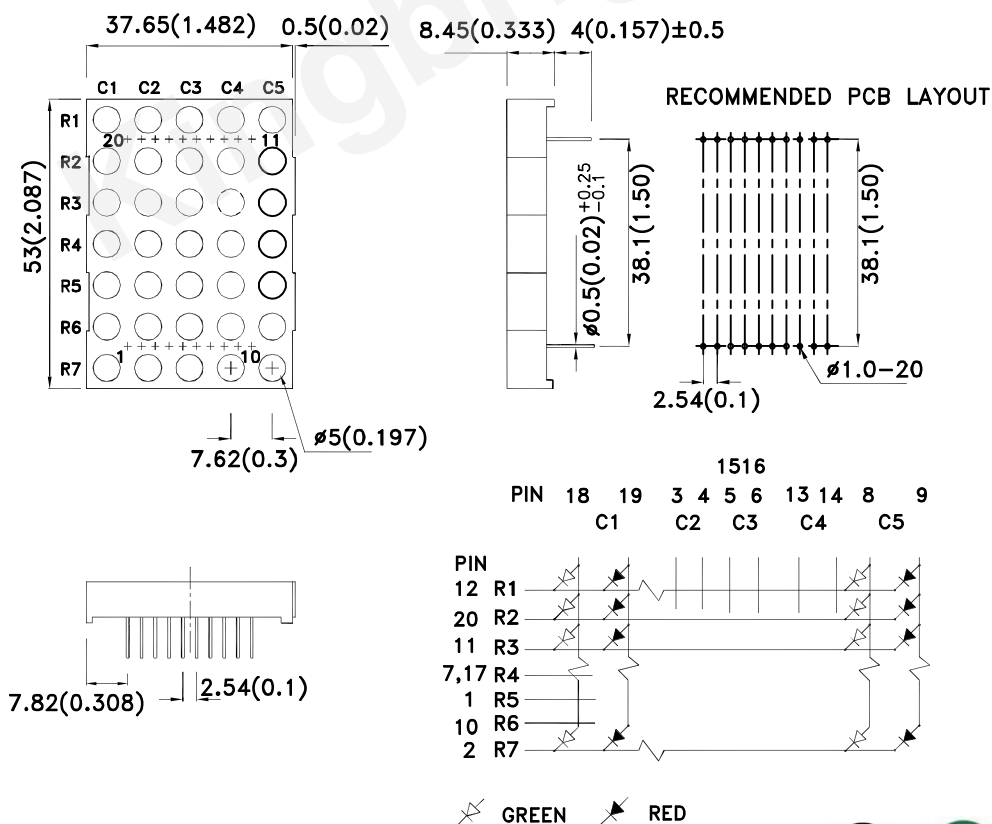 37.65(1.482) 0.5(0.02)
8.45(0.333) 4(0.157)±0.5
C1 C2 C3 C4 C5
RECOMMENDED PCB LAYOUT
R1
20 11
R2
R3
R4
R5
R6
1 10
R7
53(2.087)
ø5(0.197)
7.62(0.3)
ø0.5(0.02)+0.25 -0.1
38.1(1.50)
38.1(1.50)
ø1.0-20
2.54(0.1)
1516
PIN 18 19 3 4 5 6 13 14 8 9
C1 C2 C3 C4 C5
PIN
12 R1
20 R2
11 R3
7,17 R4
1 R5
10 R6
2 R7
7.82(0.308)
2.54(0.1)
GREEN RED